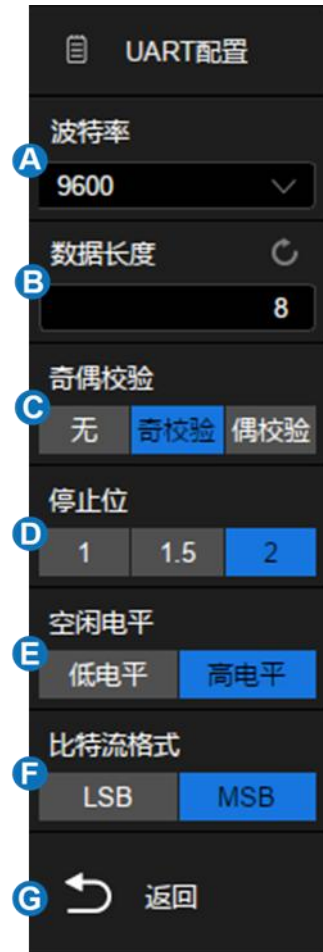 UART配置
波特率
A
9600
数据长度
B
8
奇偶校验
C
无 奇校验 偶校验
停止位
D
1 1.5 2
空闲电平
E
低电平 高电平
比特流格式
F
LSB MSB
G 返回